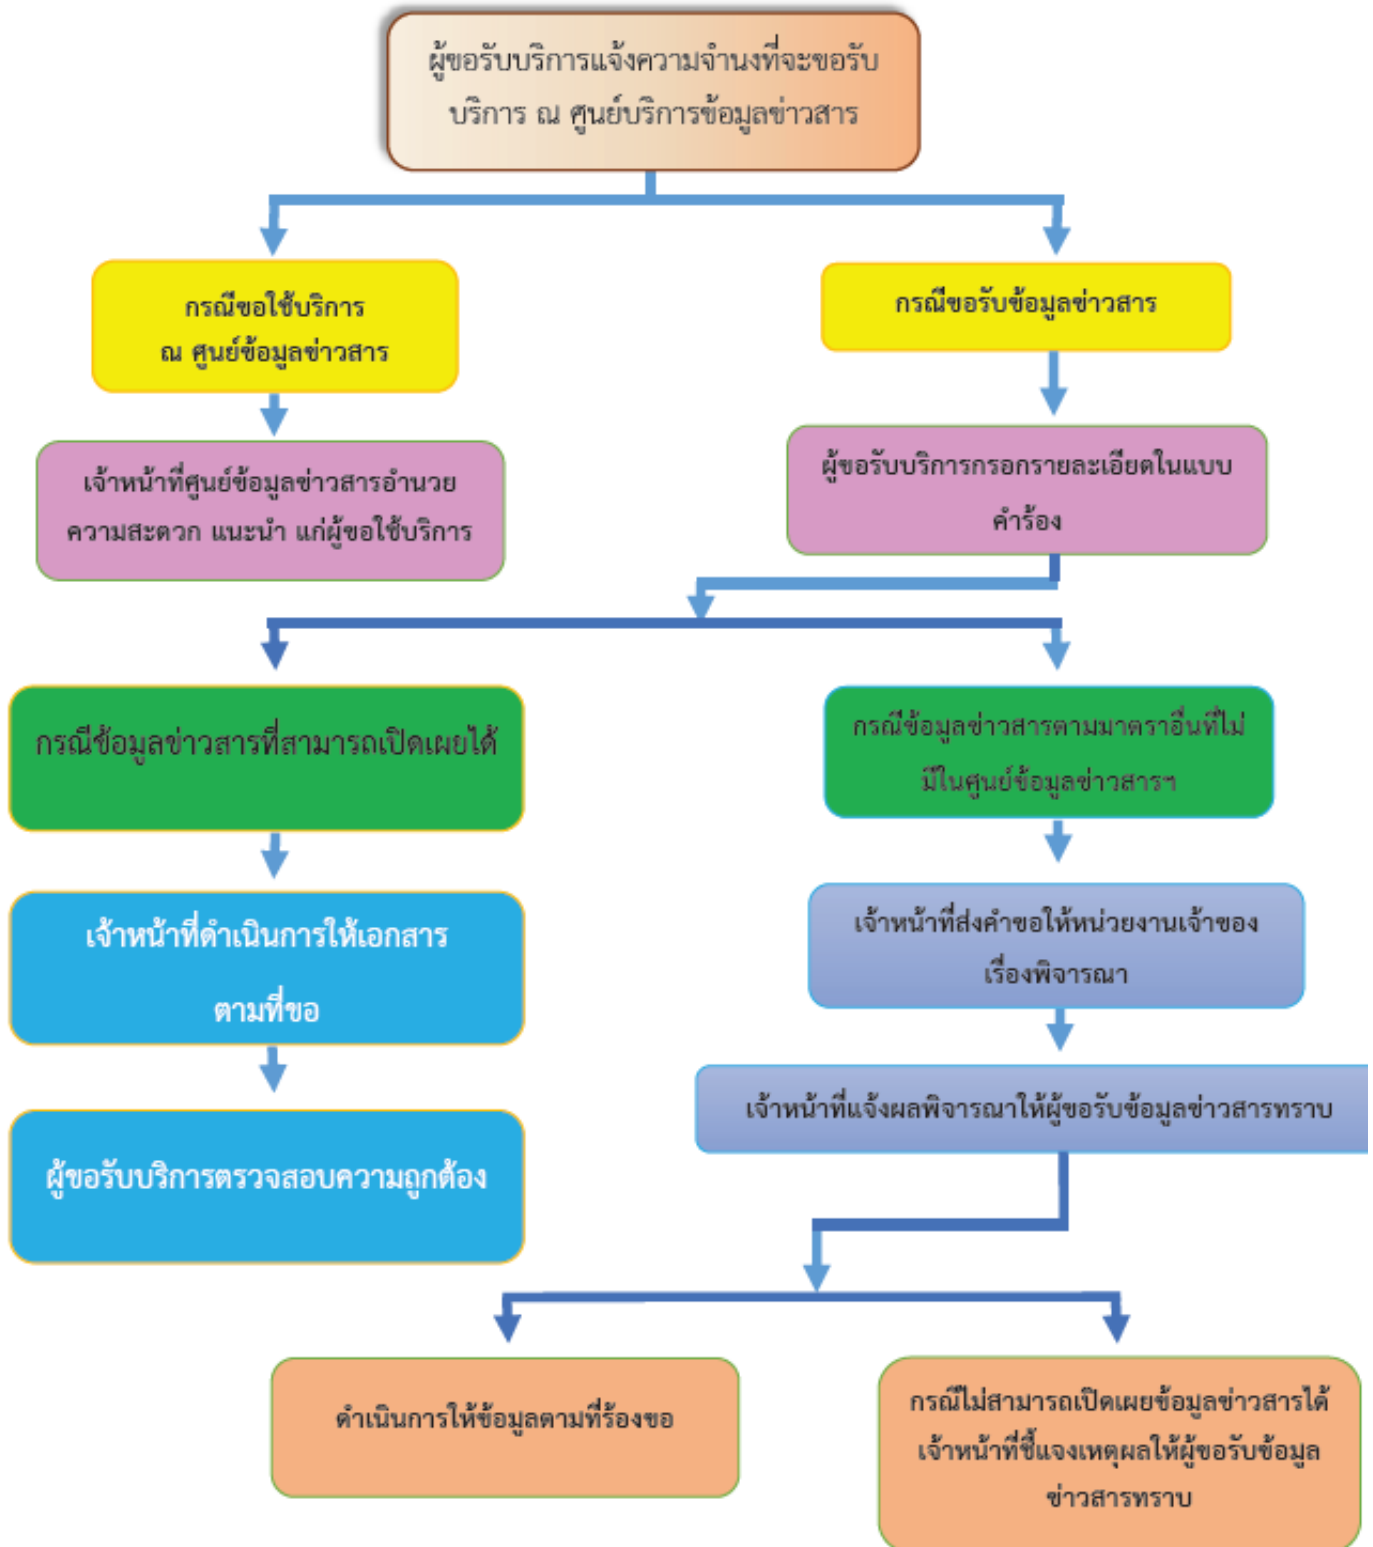 ผู้ขอรับบริการแจ้งความจำนงที่จะขอรับ
บริการ ณ ศูนย์บริการข้อมูลข่าวสาร
กรณีขอใช้บริการ
ณ ศูนย์ข้อมูลข่าวสาร
กรณีขอรับข้อมูลข่าวสาร
เจ้าหน้าที่ศูนย์ข้อมูลข่าวสารอำนวย
ความสะดวก แนะนำ แก่ผู้ขอใช้บริการ
ผู้ขอรับบริการกรอกรายละเอียดในแบบ
คำร้อง
กรณีข้อมูลข่าวสารที่สามารถเปิดเผยได้
กรณีข้อมูลข่าวสารตามมาตราอื่นที่ไม่
มีในศูนย์ข้อมูลข่าวสารฯ
เจ้าหน้าที่ดำเนินการให้เอกสาร
ตามที่ขอ
เจ้าหน้าที่ส่งคำขอให้หน่วยงานเจ้าของ
เรื่องพิจารณา
เจ้าหน้าที่แจ้งผลพิจารณาให้ผู้ขอรับข้อมูลข่าวสารทราบ
ผู้ขอรับบริการตรวจสอบความถูกต้อง
ดำเนินการให้ข้อมูลตามที่ร้องขอ
กรณีไม่สามารถเปิดเผยข้อมูลข่าวสารได้
เจ้าหน้าที่ชี้แจงเหตุผลให้ผู้ขอรับข้อมูล
ข่าวสารทราบ